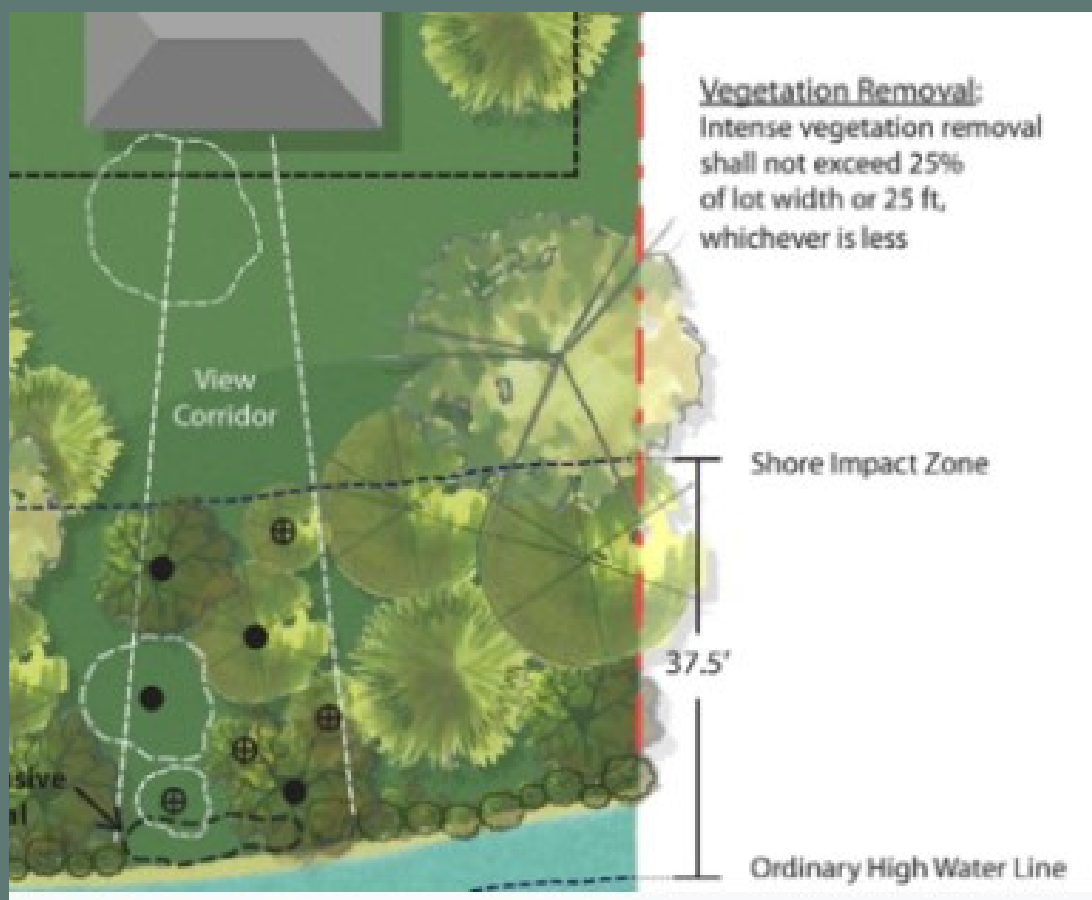 Vegetation Removal:
Intense vegetation removal
shall not exceed 25%
of lot width or 25 ft,
whichever is less
View
Corridor
Shore Impact Zone
37.5'
Ordinary High Water Line